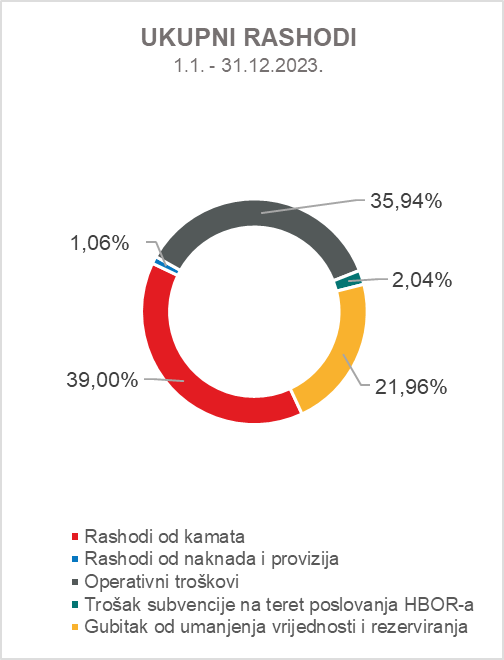 UKUPNI RASHODI
1.1. - 31.12.2023.
35,94%
1,06%
2,04%
39,00%
21,96%
Rashodi od kamata
Rashodi od naknada i provizija
Operativni troškovi
Trošak subvencije na teret poslovanja HBOR-a
Gubitak od umanjenja vrijednosti i rezerviranja